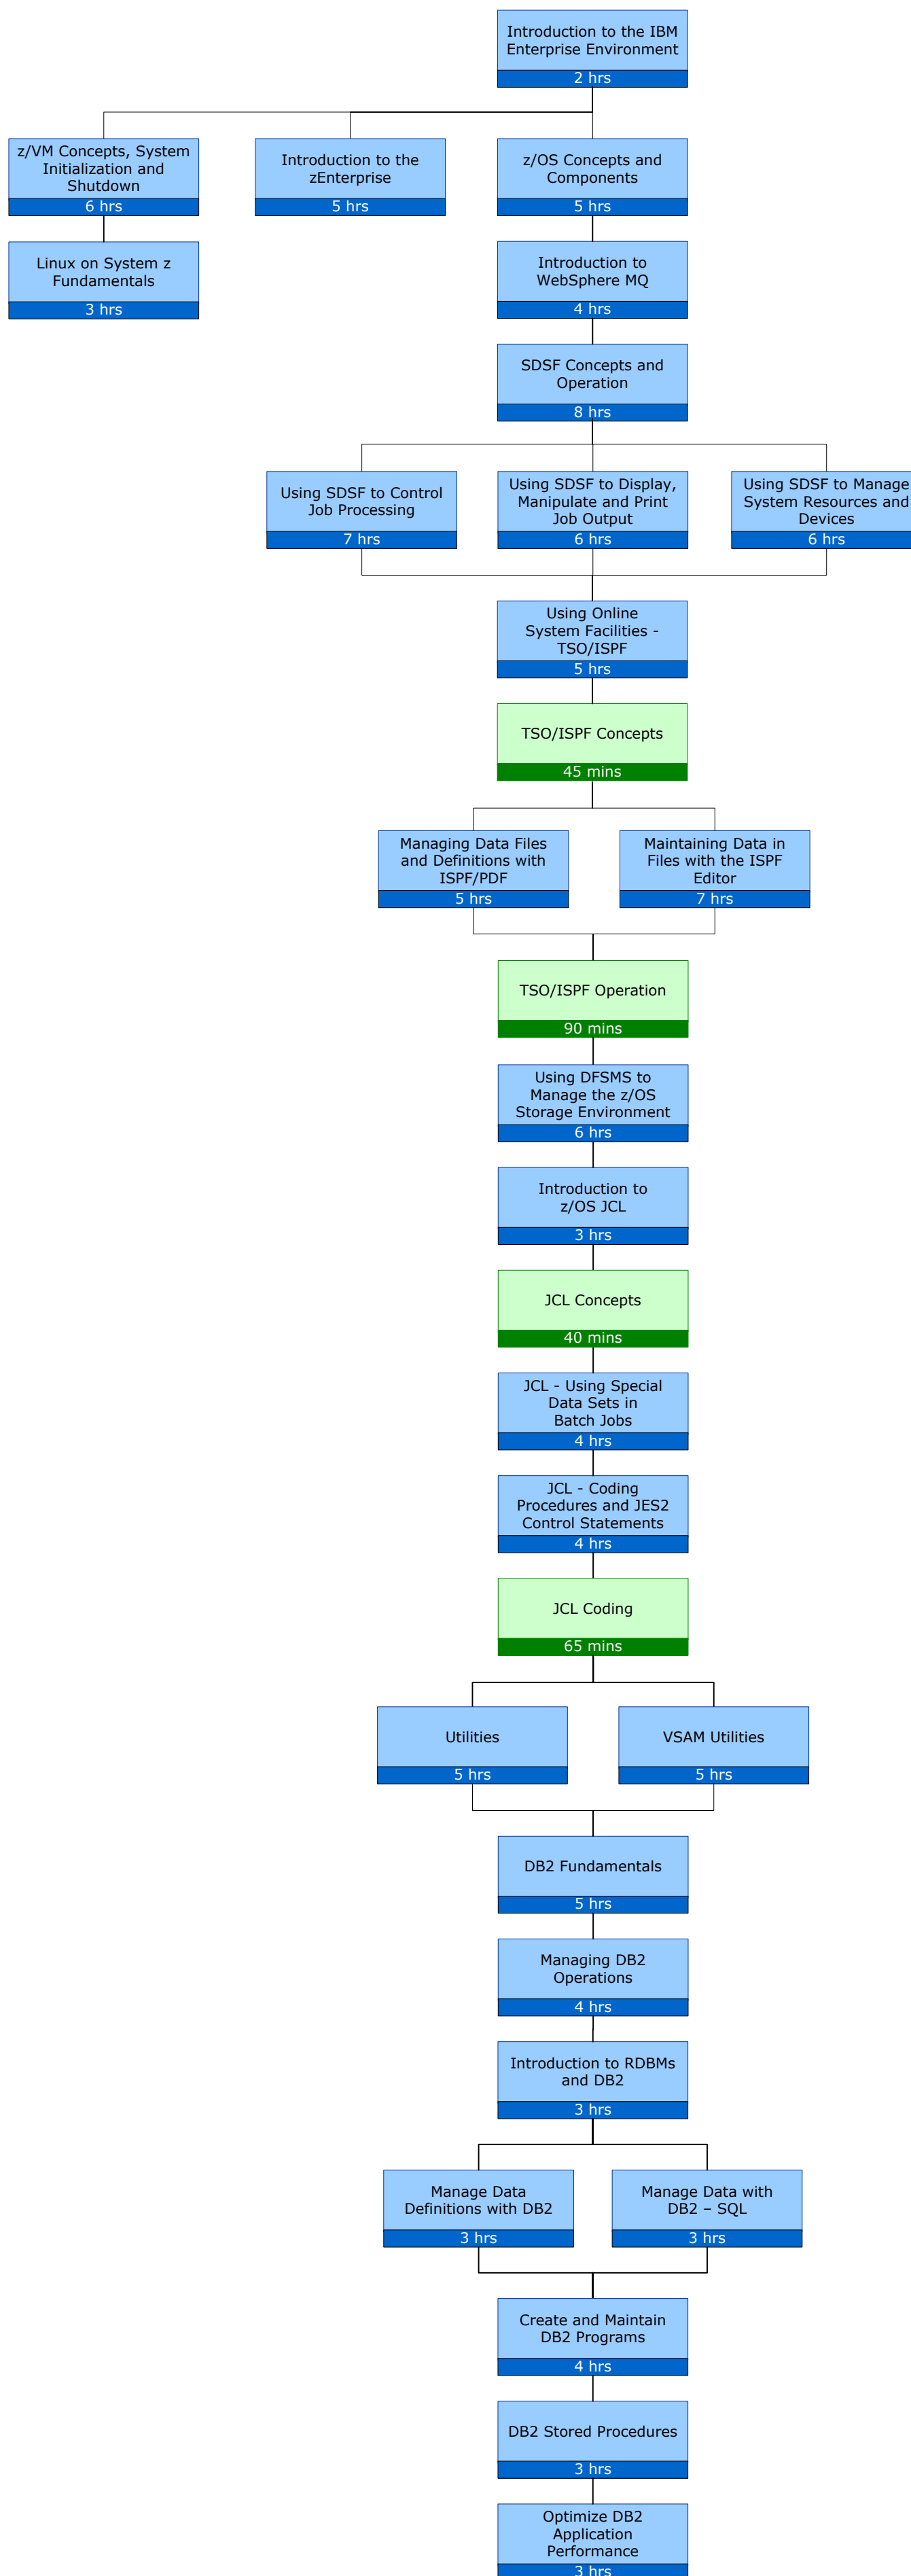 Introduction to the IBM
Enterprise Environment
2 hrs
z/VM Concepts, System
Initialization and
Shutdown
6 hrs
Introduction to the
zEnterprise
5 hrs
z/OS Concepts and
Components
5 hrs
Linux on System z
Fundamentals
3 hrs
Introduction to
WebSphere MQ
4 hrs
SDSF Concepts and
Operation
8 hrs
Using SDSF to Control
Job Processing
7 hrs
Using SDSF to Display,
Manipulate and Print
Job Output
6 hrs
Using SDSF to Manage
System Resources and
Devices
6 hrs
Using Online
System Facilities -
TSO/ISPF
5 hrs
TSO/ISPF Concepts
45 mins
Managing Data Files
and Definitions with
ISPF/PDF
5 hrs
Maintaining Data in
Files with the ISPF
Editor
7 hrs
TSO/ISPF Operation
90 mins
Using DFSMS to
Manage the z/OS
Storage Environment
6 hrs
Introduction to
z/OS JCL
3 hrs
JCL Concepts
40 mins
JCL - Using Special
Data Sets in
Batch Jobs
4 hrs
JCL - Coding
Procedures and JES2
Control Statements
4 hrs
JCL Coding
65 mins
Utilities
5 hrs
VSAM Utilities
5 hrs
DB2 Fundamentals
5 hrs
Managing DB2
Operations
4 hrs
Introduction to RDBMs
and DB2
3 hrs
Manage Data
Definitions with DB2
3 hrs
Manage Data with
DB2 – SQL
3 hrs
Create and Maintain
DB2 Programs
4 hrs
DB2 Stored Procedures
3 hrs
Optimize DB2
Application
Performance
3 hrs